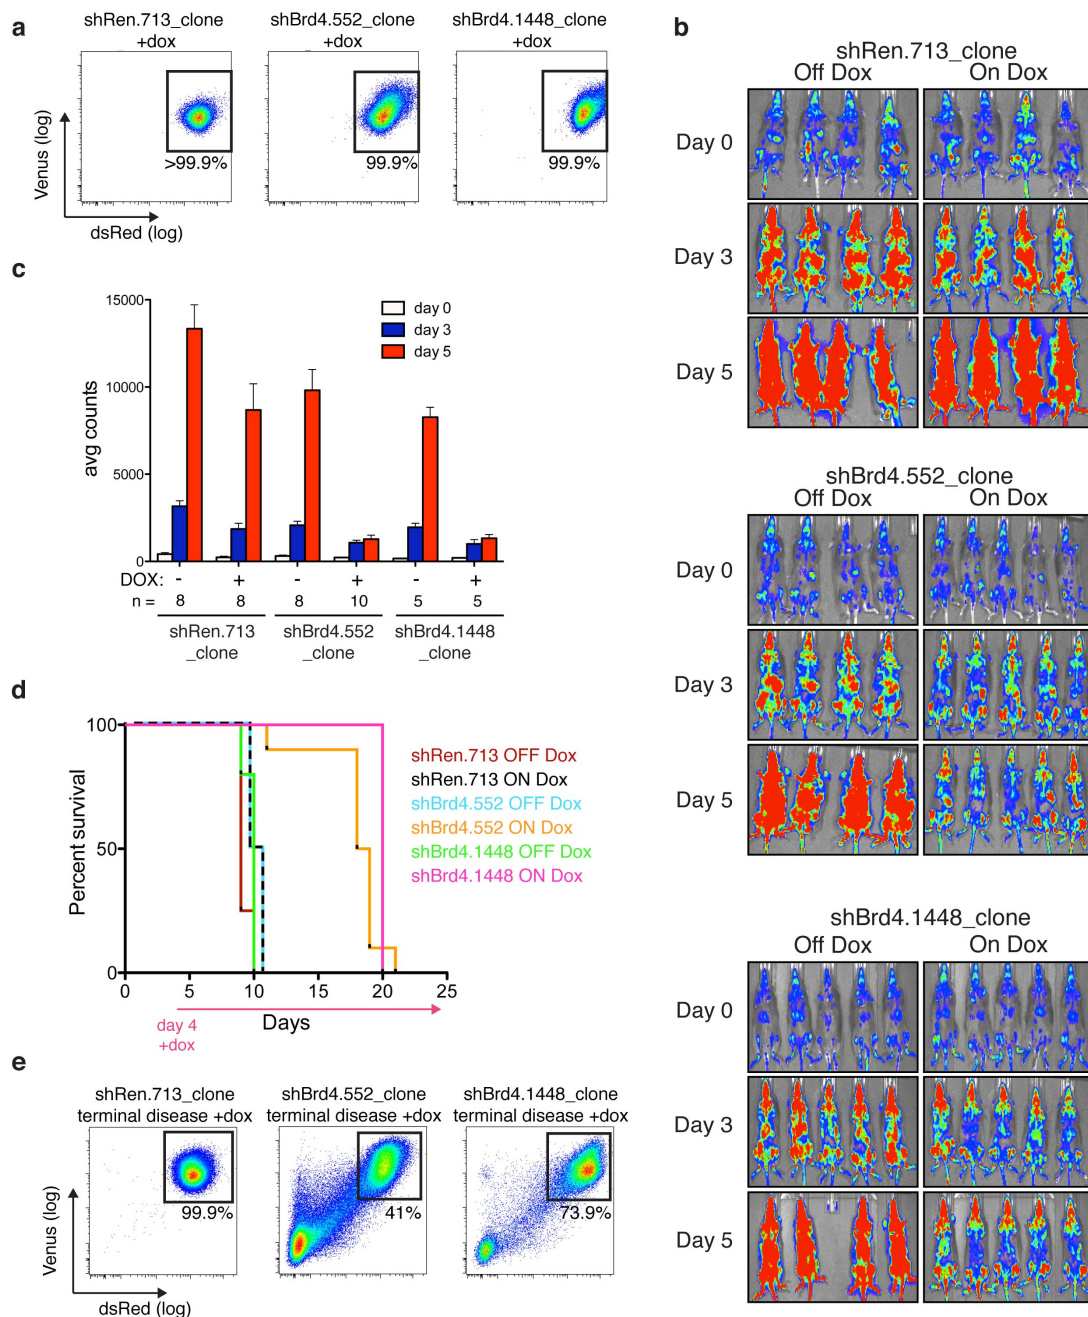 a
shRen.713_clone
+dox
shBrd4.552_clone
+dox
shBrd4.1448_clone
+dox
Venus (log)
>99.9%
99.9%
99.9%
dsRed (log)
b
shRen.713_clone
Off Dox
On Dox
Day 0
Day 3
Day 5
shBrd4.552_clone
Off Dox
On Dox
Day 0
Day 3
Day 5
shBrd4.1448_clone
Off Dox
On Dox
Day 0
Day 3
Day 5
c
avg counts
15000
10000
5000
0
day 0
day 3
day 5
DOX: - + - + - +
n = 8 8 8 10 5 5
shRen.713
_clone
shBrd4.552
_clone
shBrd4.1448
_clone
d
Percent survival
100
50
0
0 5 10 15 20 25
Days
day 4
+dox
shRen.713 OFF Dox
shRen.713 ON Dox
shBrd4.552 OFF Dox
shBrd4.552 ON Dox
shBrd4.1448 OFF Dox
shBrd4.1448 ON Dox
e
shRen.713_clone
terminal disease +dox
shBrd4.552_clone
terminal disease +dox
shBrd4.1448_clone
terminal disease +dox
Venus (log)
99.9%
41%
73.9%
dsRed (log)